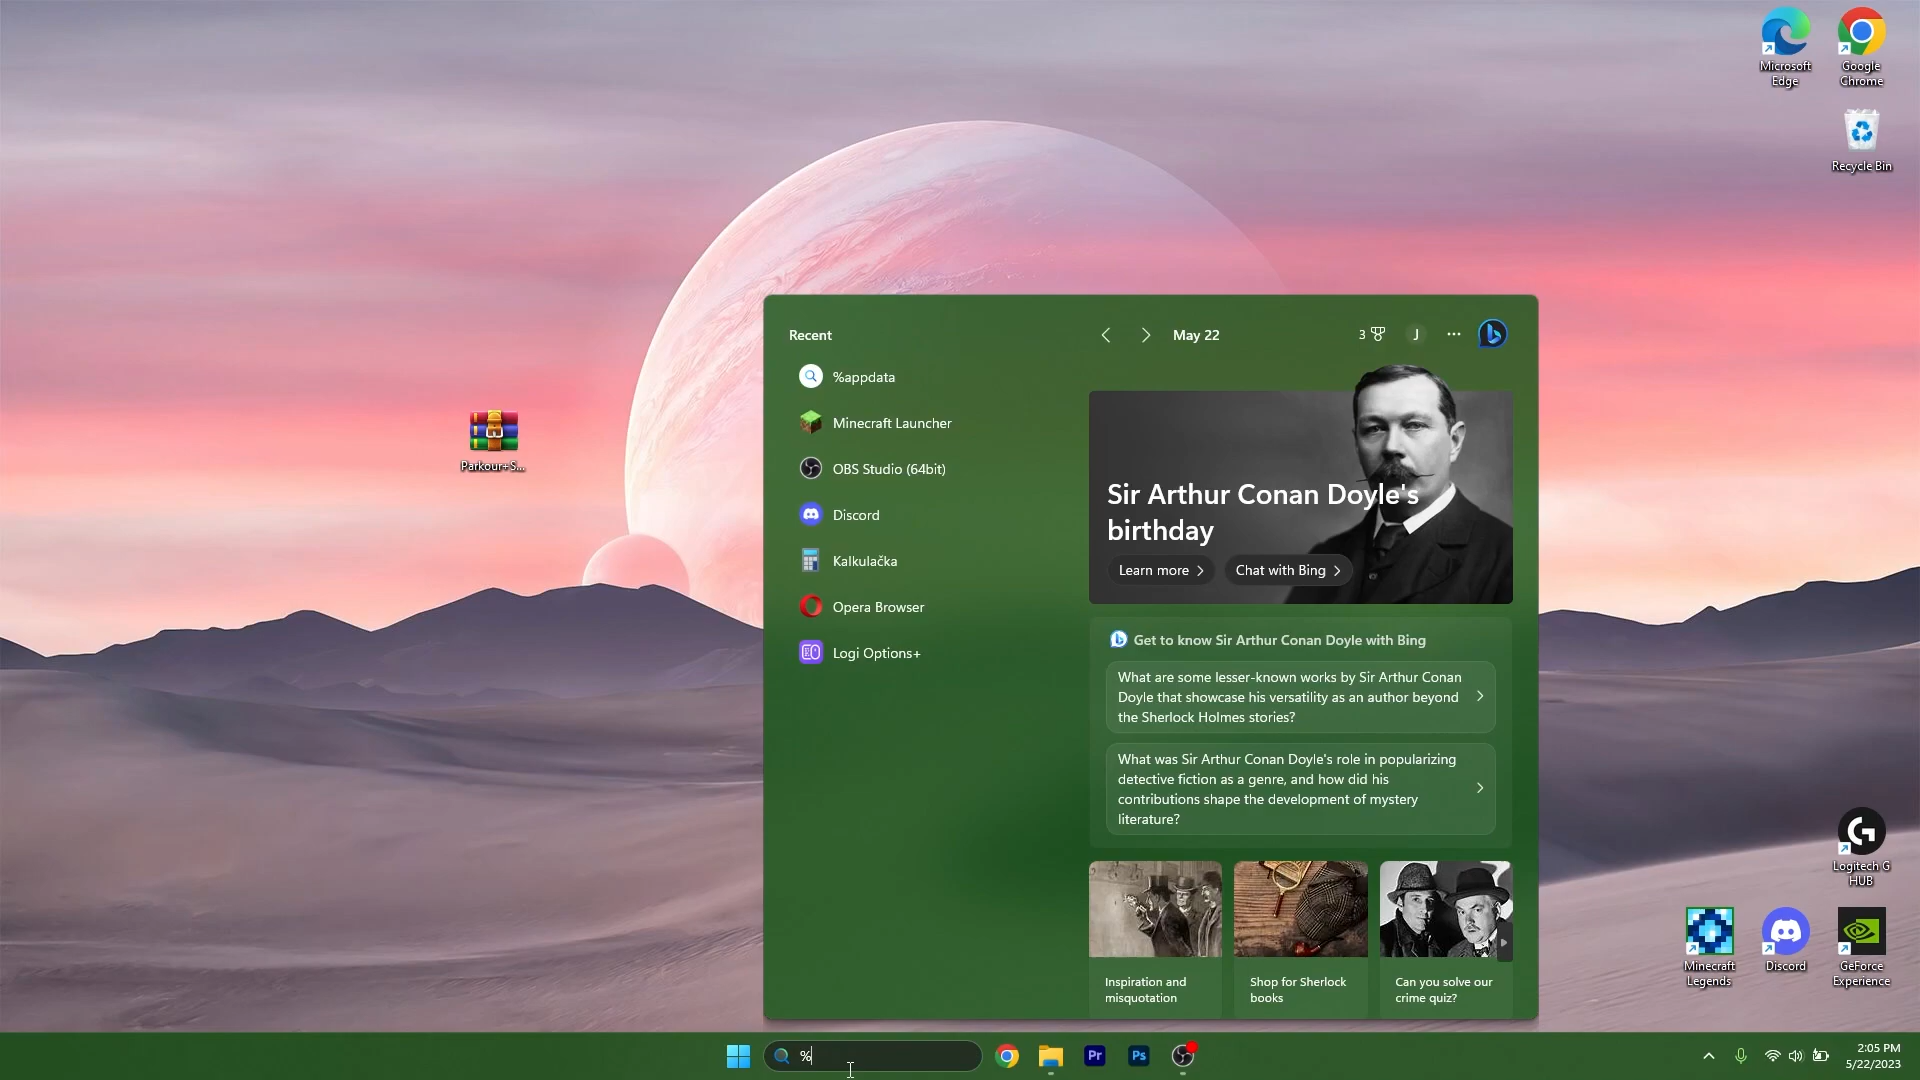 Microsoft
Edge
Google
Chrome
Recycle Bin
Parkour+S...
Recent
%appdata
Minecraft Launcher
OBS Studio (64bit)
Discord
Kalkulačka
Opera Browser
Logi Options+
May 22
3
J
Sir Arthur Conan Doyle's
birthday
Learn more
Chat with Bing
Get to know Sir Arthur Conan Doyle with Bing
What are some lesser-known works by Sir Arthur Conan
Doyle that showcase his versatility as an author beyond
the Sherlock Holmes stories?
What was Sir Arthur Conan Doyle's role in popularizing
detective fiction as a genre, and how did his
contributions shape the development of mystery
literature?
Inspiration and
misquotation
Shop for Sherlock
books
Can you solve our
crime quiz?
Logitech G
HUB
Minecraft
Legends
Discord
GeForce
Experience
%
Pr
Ps
2:05 PM
5/22/2023